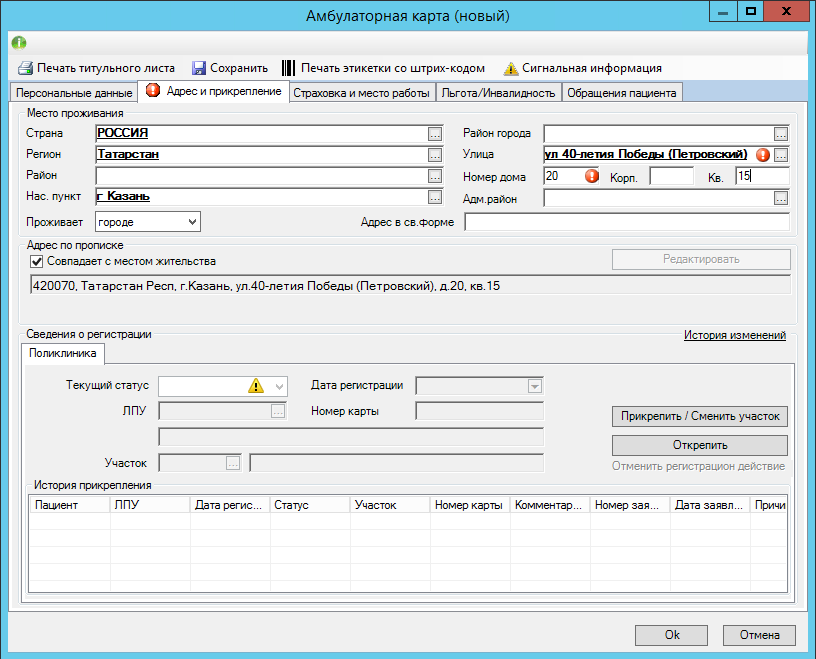 Амбулаторная карта (новый)
Печать титульного листа Сохранить Печать этикетки со штрих-кодом Сигнальная информация
Персональные данные Адрес и прикрепление Страховка и место работы Льгота/Инвалидность Обращения пациента
Место проживания
Страна РОССИЯ ... Район города ...
Регион Татарстан ... Улица ул 40-летия Победы (Петровский) ...
Район ... Номер дома 20 Корп. Кв. 15
Нас. пункт г Казань ... Адм.район ...
Проживает городе Адрес в св.форме
Адрес по прописке
Совпадает с местом жительства Редактировать
420070, Татарстан Респ, г.Казань, ул.40-летия Победы (Петровский), д.20, кв.15
Сведения о регистрации История изменений
Поликлиника
Текущий статус Дата регистрации
ЛПУ ... Номер карты Прикрепить / Сменить участок
Открепить
Участок ... Отменить регистрацион действие
История прикрепления
Пациент ЛПУ Дата регис... Статус Участок Номер карты Комментар... Номер зая... Дата заявл... Причи
Ok Отмена